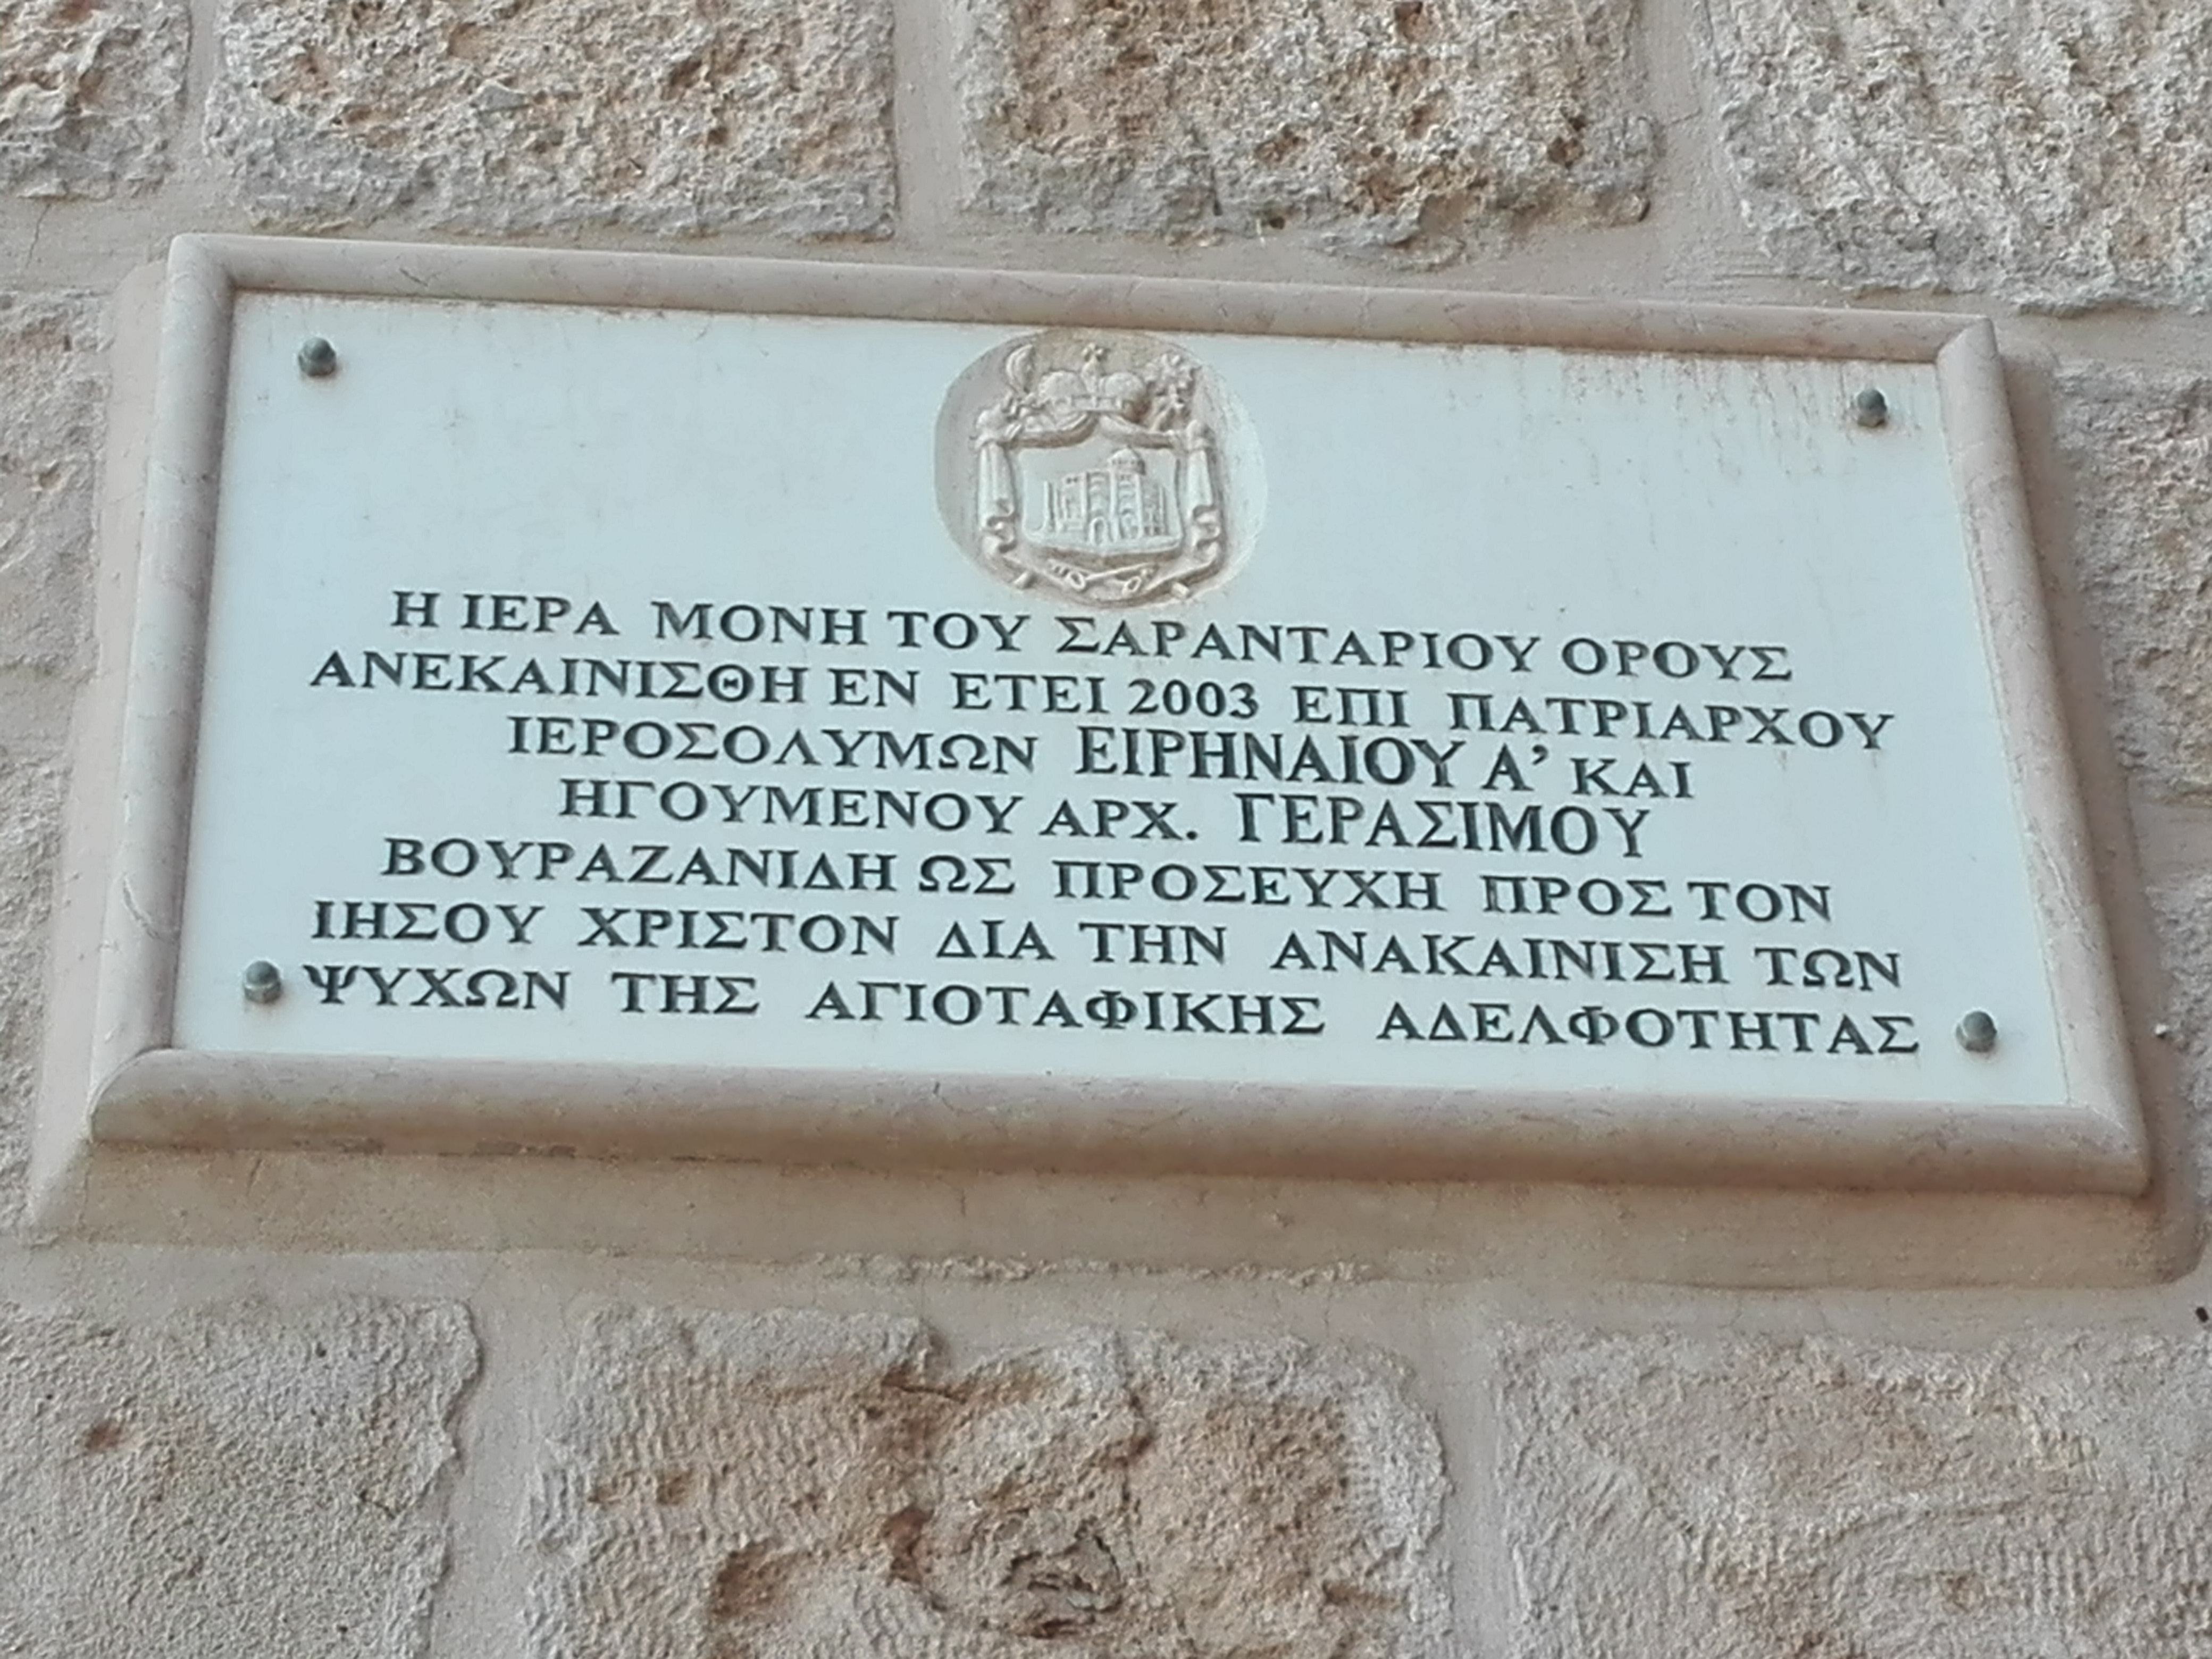 Η ΙΕΡΑ ΜΟΝΗ ΤΟΥ ΣΑΡΑΝΤΑΡΙΟΥ ΟΡΟΥΣ
ΑΝΕΚΑΙΝΙΣΘΗ ΕΝ ΕΤΕΙ 2003 ΕΠΙ ΠΑΤΡΙΑΡΧΟΥ
ΙΕΡΟΣΟΛΥΜΩΝ ΕΙΡΗΝΑΙΟΥ Α’ ΚΑΙ
ΗΓΟΥΜΕΝΟΥ ΑΡΧ. ΓΕΡΑΣΙΜΟΥ
ΒΟΥΡΑΖΑΝΙΔΗ ΩΣ ΠΡΟΣΕΥΧΗ ΠΡΟΣ ΤΟΝ
ΙΗΣΟΥ ΧΡΙΣΤΟΝ ΔΙΑ ΤΗΝ ΑΝΑΚΑΙΝΙΣΗ ΤΩΝ
ΨΥΧΩΝ ΤΗΣ ΑΓΙΟΤΑΦΙΚΗΣ ΑΔΕΛΦΟΤΗΤΑΣ